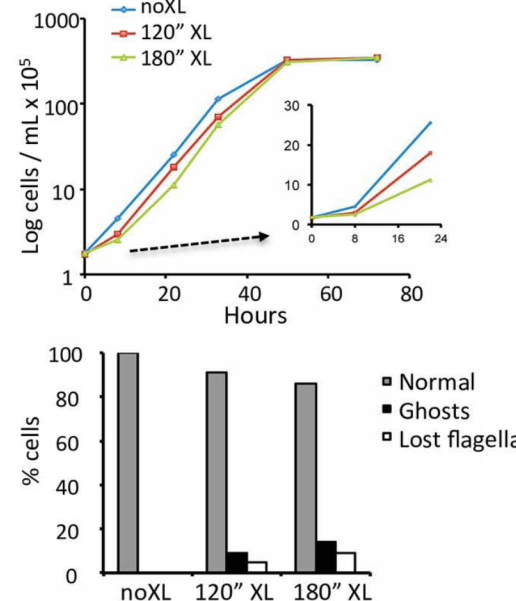 noXL
120” XL
180” XL
Log cells / mL x 10⁵
1000
100
10
1
0 20 40 60 80
Hours
30
20
10
0
0 8 16 24
% cells
100
80
60
40
20
0
noXL 120” XL 180” XL
Normal
Ghosts
Lost flagella